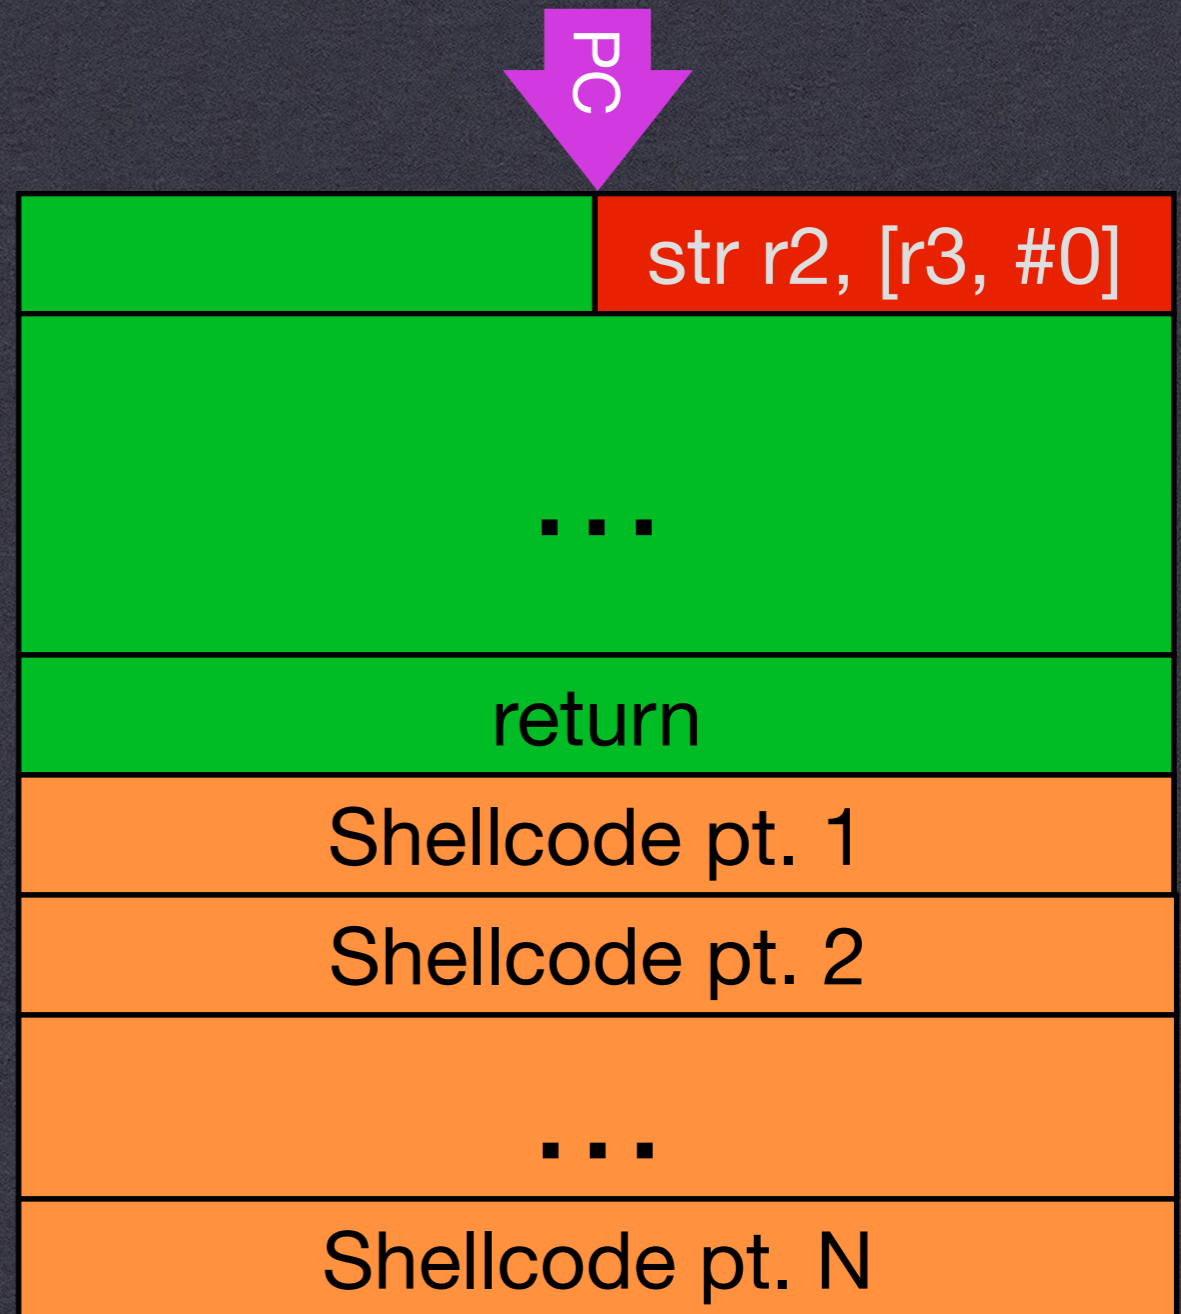 PC
str r2, [r3, #0]
...
return
Shellcode pt. 1
Shellcode pt. 2
...
Shellcode pt. N